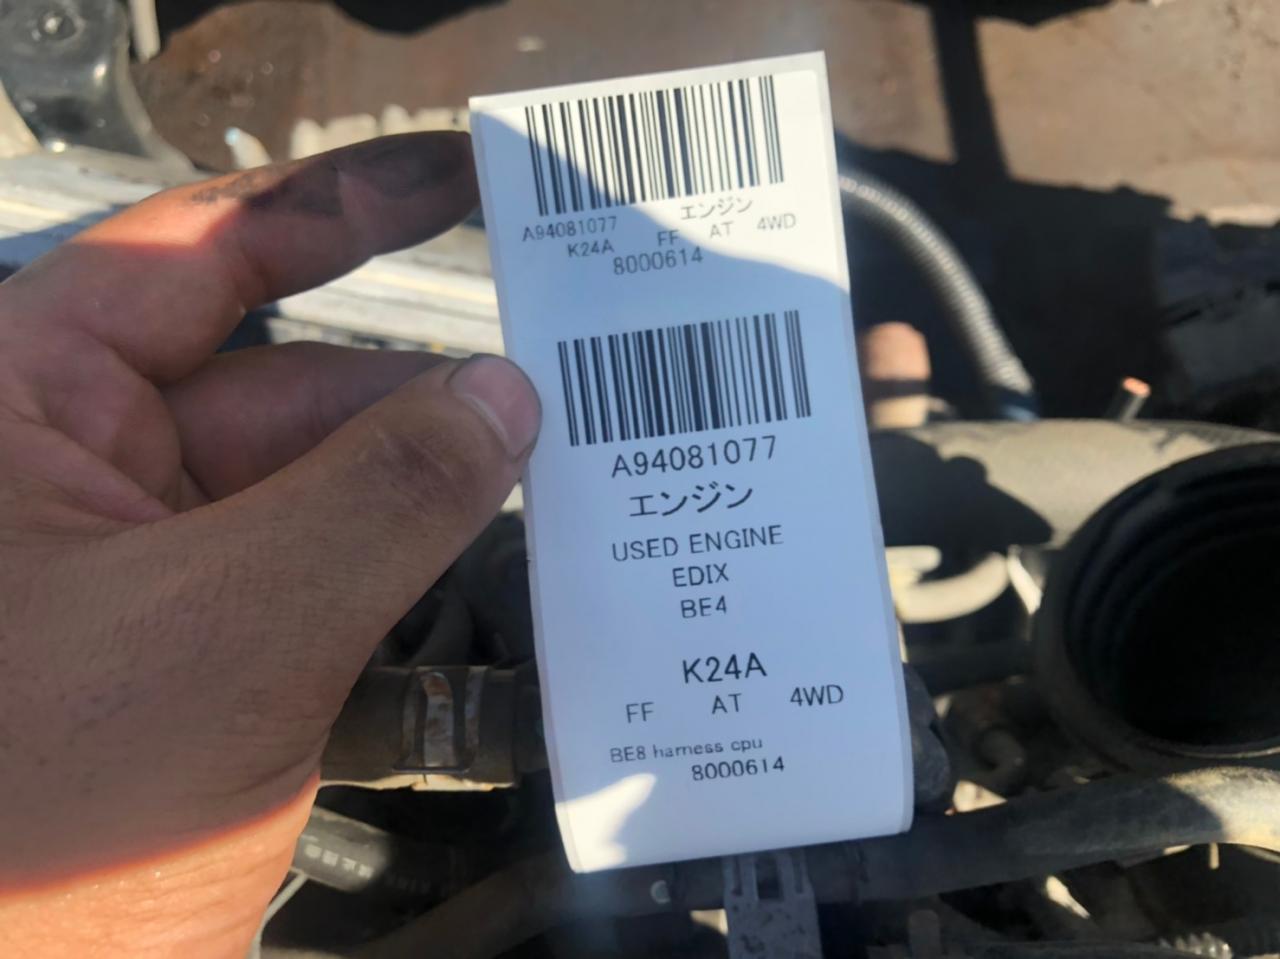 A94081077 エンジン
K24A FF AT 4WD
8000614
A94081077
エンジン
USED ENGINE
EDIX
BE4
K24A
FF AT 4WD
BE8 harness cpu
8000614